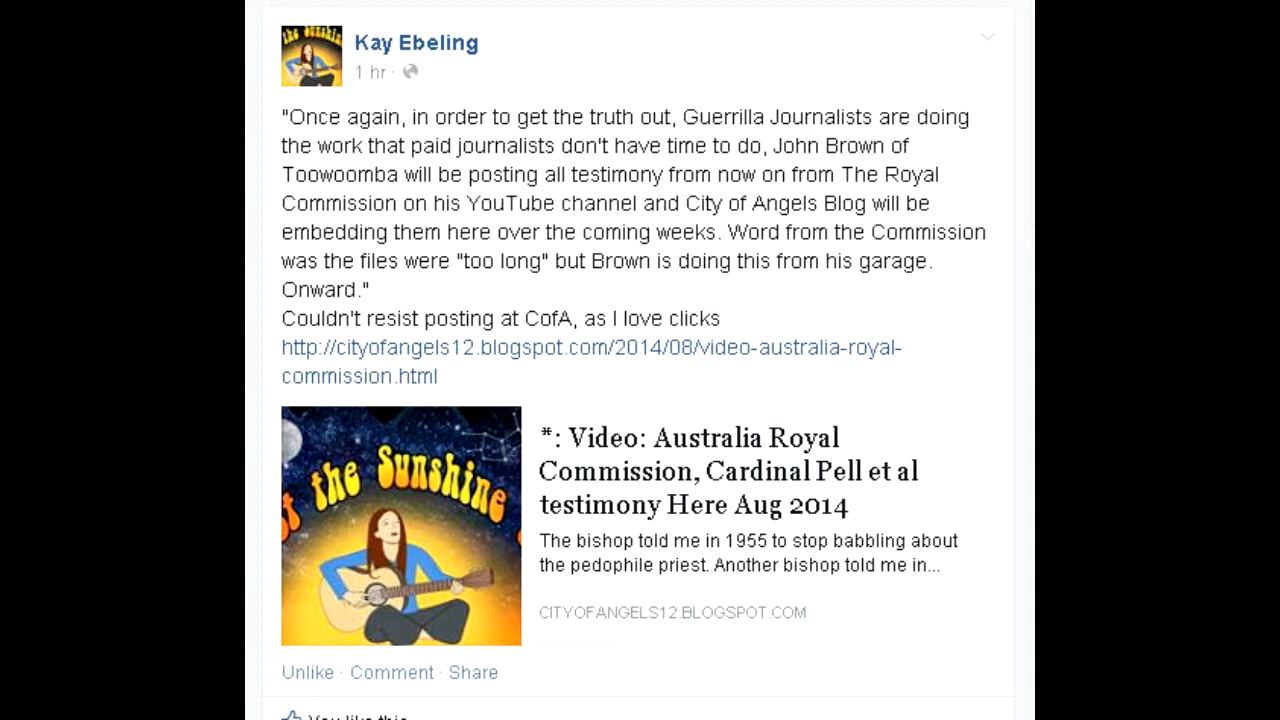 the Sunshin
Kay Ebeling
1 hr ·
"Once again, in order to get the truth out, Guerrilla Journalists are doing
the work that paid journalists don't have time to do, John Brown of
Toowoomba will be posting all testimony from now on from The Royal
Commission on his YouTube channel and City of Angels Blog will be
embedding them here over the coming weeks. Word from the Commission
was the files were "too long" but Brown is doing this from his garage.
Onward."
Couldn't resist posting at CofA, as I love clicks
http://cityofangels12.blogspot.com/2014/08/video-australia-royal-
commission.html
st the Sunshine
*: Video: Australia Royal
Commission, Cardinal Pell et al
testimony Here Aug 2014
The bishop told me in 1955 to stop babbling about
the pedophile priest. Another bishop told me in...
CITYOFANGELS12.BLOGSPOT.COM
Unlike · Comment · Share
You like this